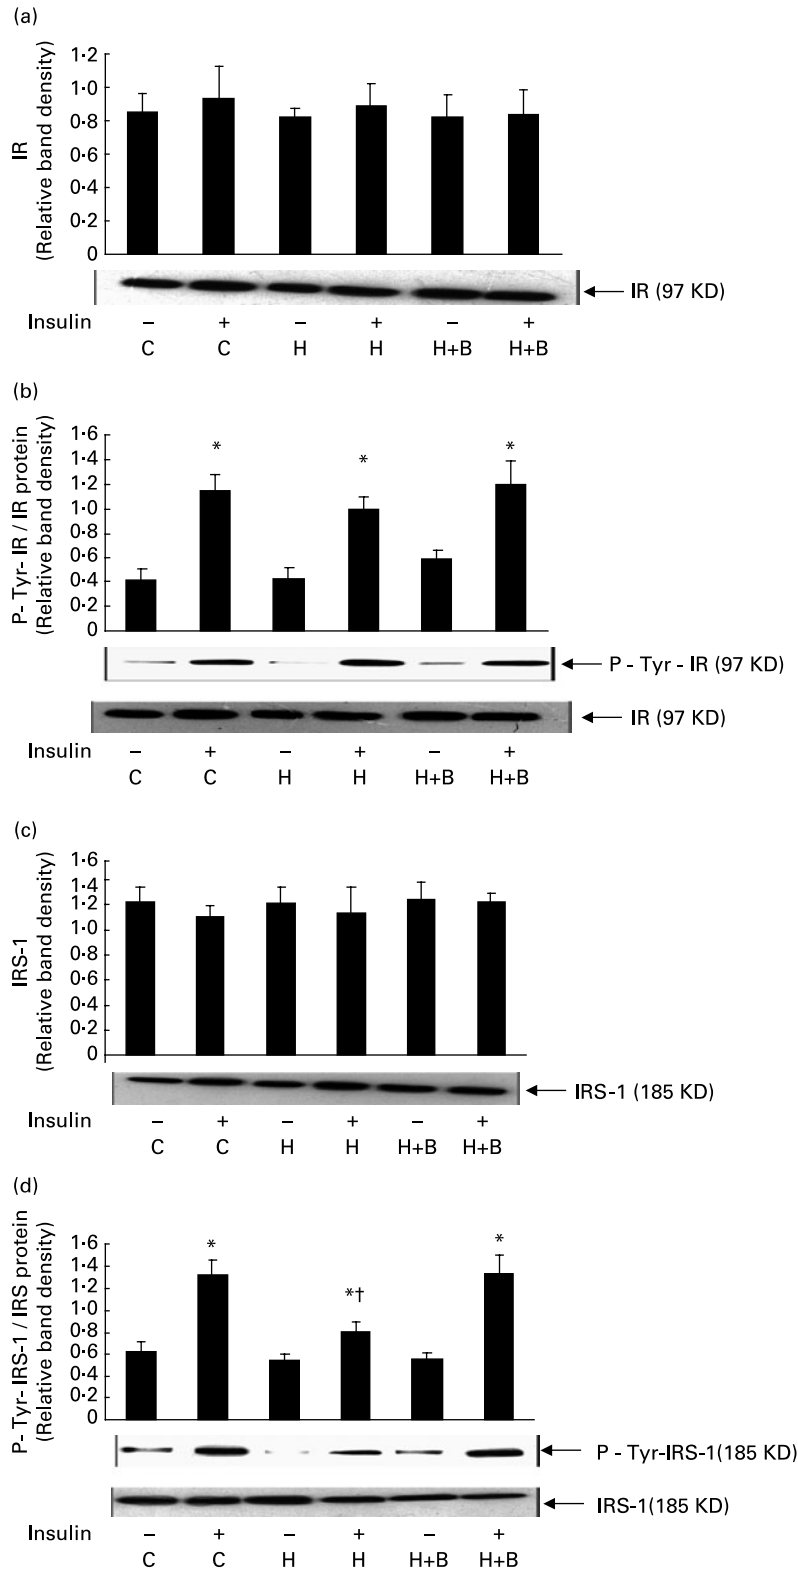 (a)
IR
(Relative band density)
1·2
1·0
0·8
0·6
0·4
0·2
0
IR (97 KD)
Insulin – + – + – +
C C H H H+B H+B
(b)
P- Tyr- IR / IR protein
(Relative band density)
1·6
1·4
1·2
1·0
0·8
0·6
0·4
0·2
0
* * *
P - Tyr - IR (97 KD)
IR (97 KD)
Insulin – + – + – +
C C H H H+B H+B
(c)
IRS-1
(Relative band density)
1·6
1·4
1·2
1·0
0·8
0·6
0·4
0·2
0
IRS-1 (185 KD)
Insulin – + – + – +
C C H H H+B H+B
(d)
P- Tyr- IRS-1 / IRS protein
(Relative band density)
1·6
1·4
1·2
1·0
0·8
0·6
0·4
0·2
0
* *† *
P - Tyr-IRS-1(185 KD)
IRS-1(185 KD)
Insulin – + – + – +
C C H H H+B H+B